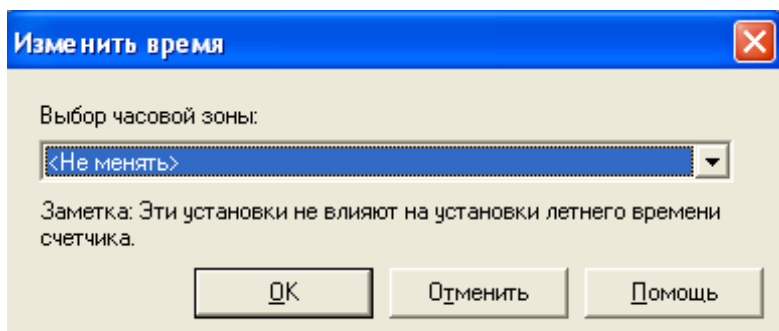 Изменить время
Выбор часовой зоны:
<Не менять>
Заметка: Эти установки не влияют на установки летнего времени
счетчика.
OK Отменить Помощь